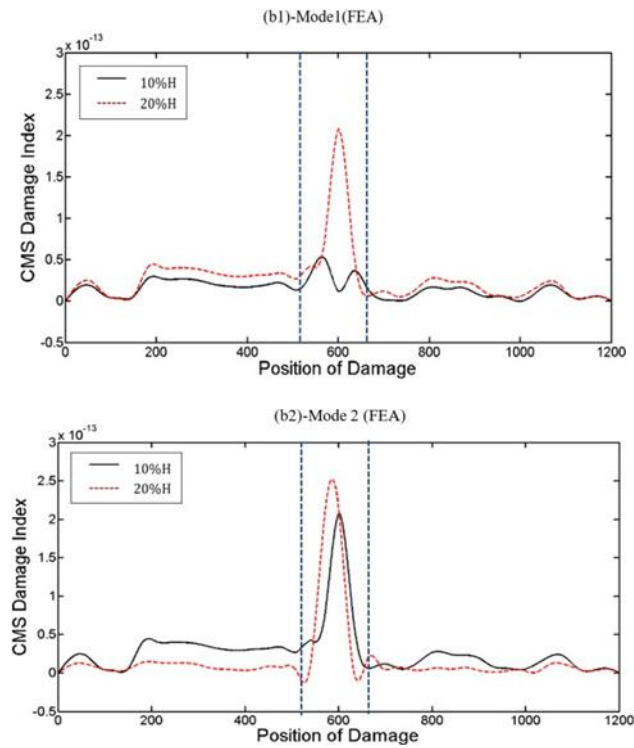 (b1)-Mode1(FEA)
3 x 10⁻¹³
10%H
20%H
2.5
2
1.5
1
0.5
0
-0.5
CMS Damage Index
0 200 400 600 800 1000 1200
Position of Damage
(b2)-Mode 2 (FEA)
3 x 10⁻¹³
10%H
20%H
2.5
2
1.5
1
0.5
0
-0.5
CMS Damage Index
0 200 400 600 800 1000 1200
Position of Damage